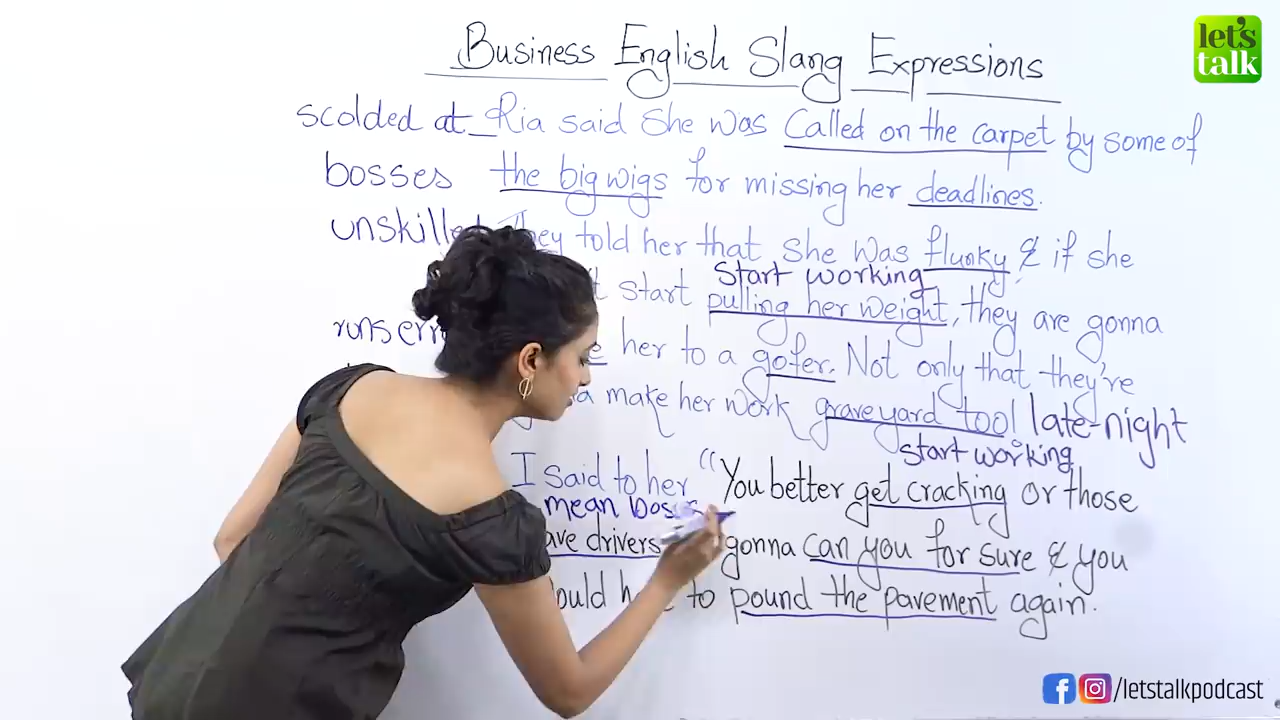 let's talk
Business English Slang Expressions
scolded at Ria said she was Called on the carpet by some of
bosses the big wigs for missing her deadlines.
They told her that she was flunky & if she
start working
start pulling her weight, they are gonna
her to a gofer. Not only that they're
make her work graveyard tool late-night
start working
I said to her "You better get cracking or those
mean
drivers gonna can you for sure & you
to pound the pavement again.
/letstalkpodcast